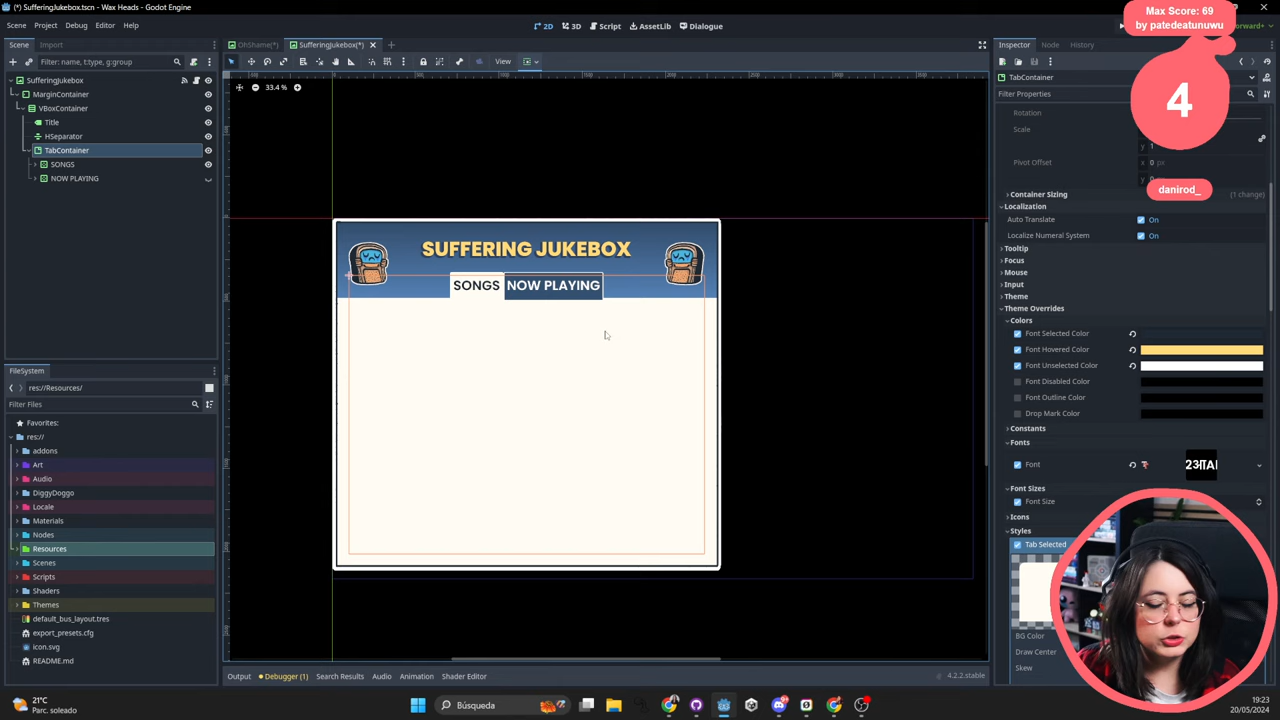 (*) SufferingJukebox.tscn - Wax Heads - Godot Engine
Max Score: 69
by patedeatunuwu
4
danirod_
Scene Project Debug Editor Help
2D 3D Script AssetLib Dialogue
Forward+
Scene Import
OhShame(*) SufferingJukebox(*)
Inspector Node History
Filter: name, t:type, g:group
View
TabContainer
Filter Properties
33.4 %
SufferingJukebox
MarginContainer
VBoxContainer
Title
HSeparator
TabContainer
SONGS
NOW PLAYING
SUFFERING JUKEBOX
SONGS NOW PLAYING
Rotation
Scale
y 1
Pivot Offset
x 0 px
Container Sizing (1 change)
Localization
Auto Translate On
Localize Numeral System On
Tooltip
Focus
Mouse
Input
Theme
Theme Overrides
Colors
Font Selected Color
Font Hovered Color
Font Unselected Color
Font Disabled Color
Font Outline Color
Drop Mark Color
Constants
Fonts
Font
Font Sizes
Font Size
Icons
Styles
Tab Selected
BG Color
Draw Center
Skew
FileSystem
res://Resources/
Filter Files
Favorites:
res://
addons
Art
Audio
DiggyDoggo
Fonts
Locale
Materials
Nodes
Resources
Scenes
Scripts
Shaders
Themes
default_bus_layout.tres
export_presets.cfg
icon.svg
README.md
Output Debugger (1) Search Results Audio Animation Shader Editor
4.2.2.stable
21°C
Parc. soleado
Búsqueda
19:23
20/05/2024